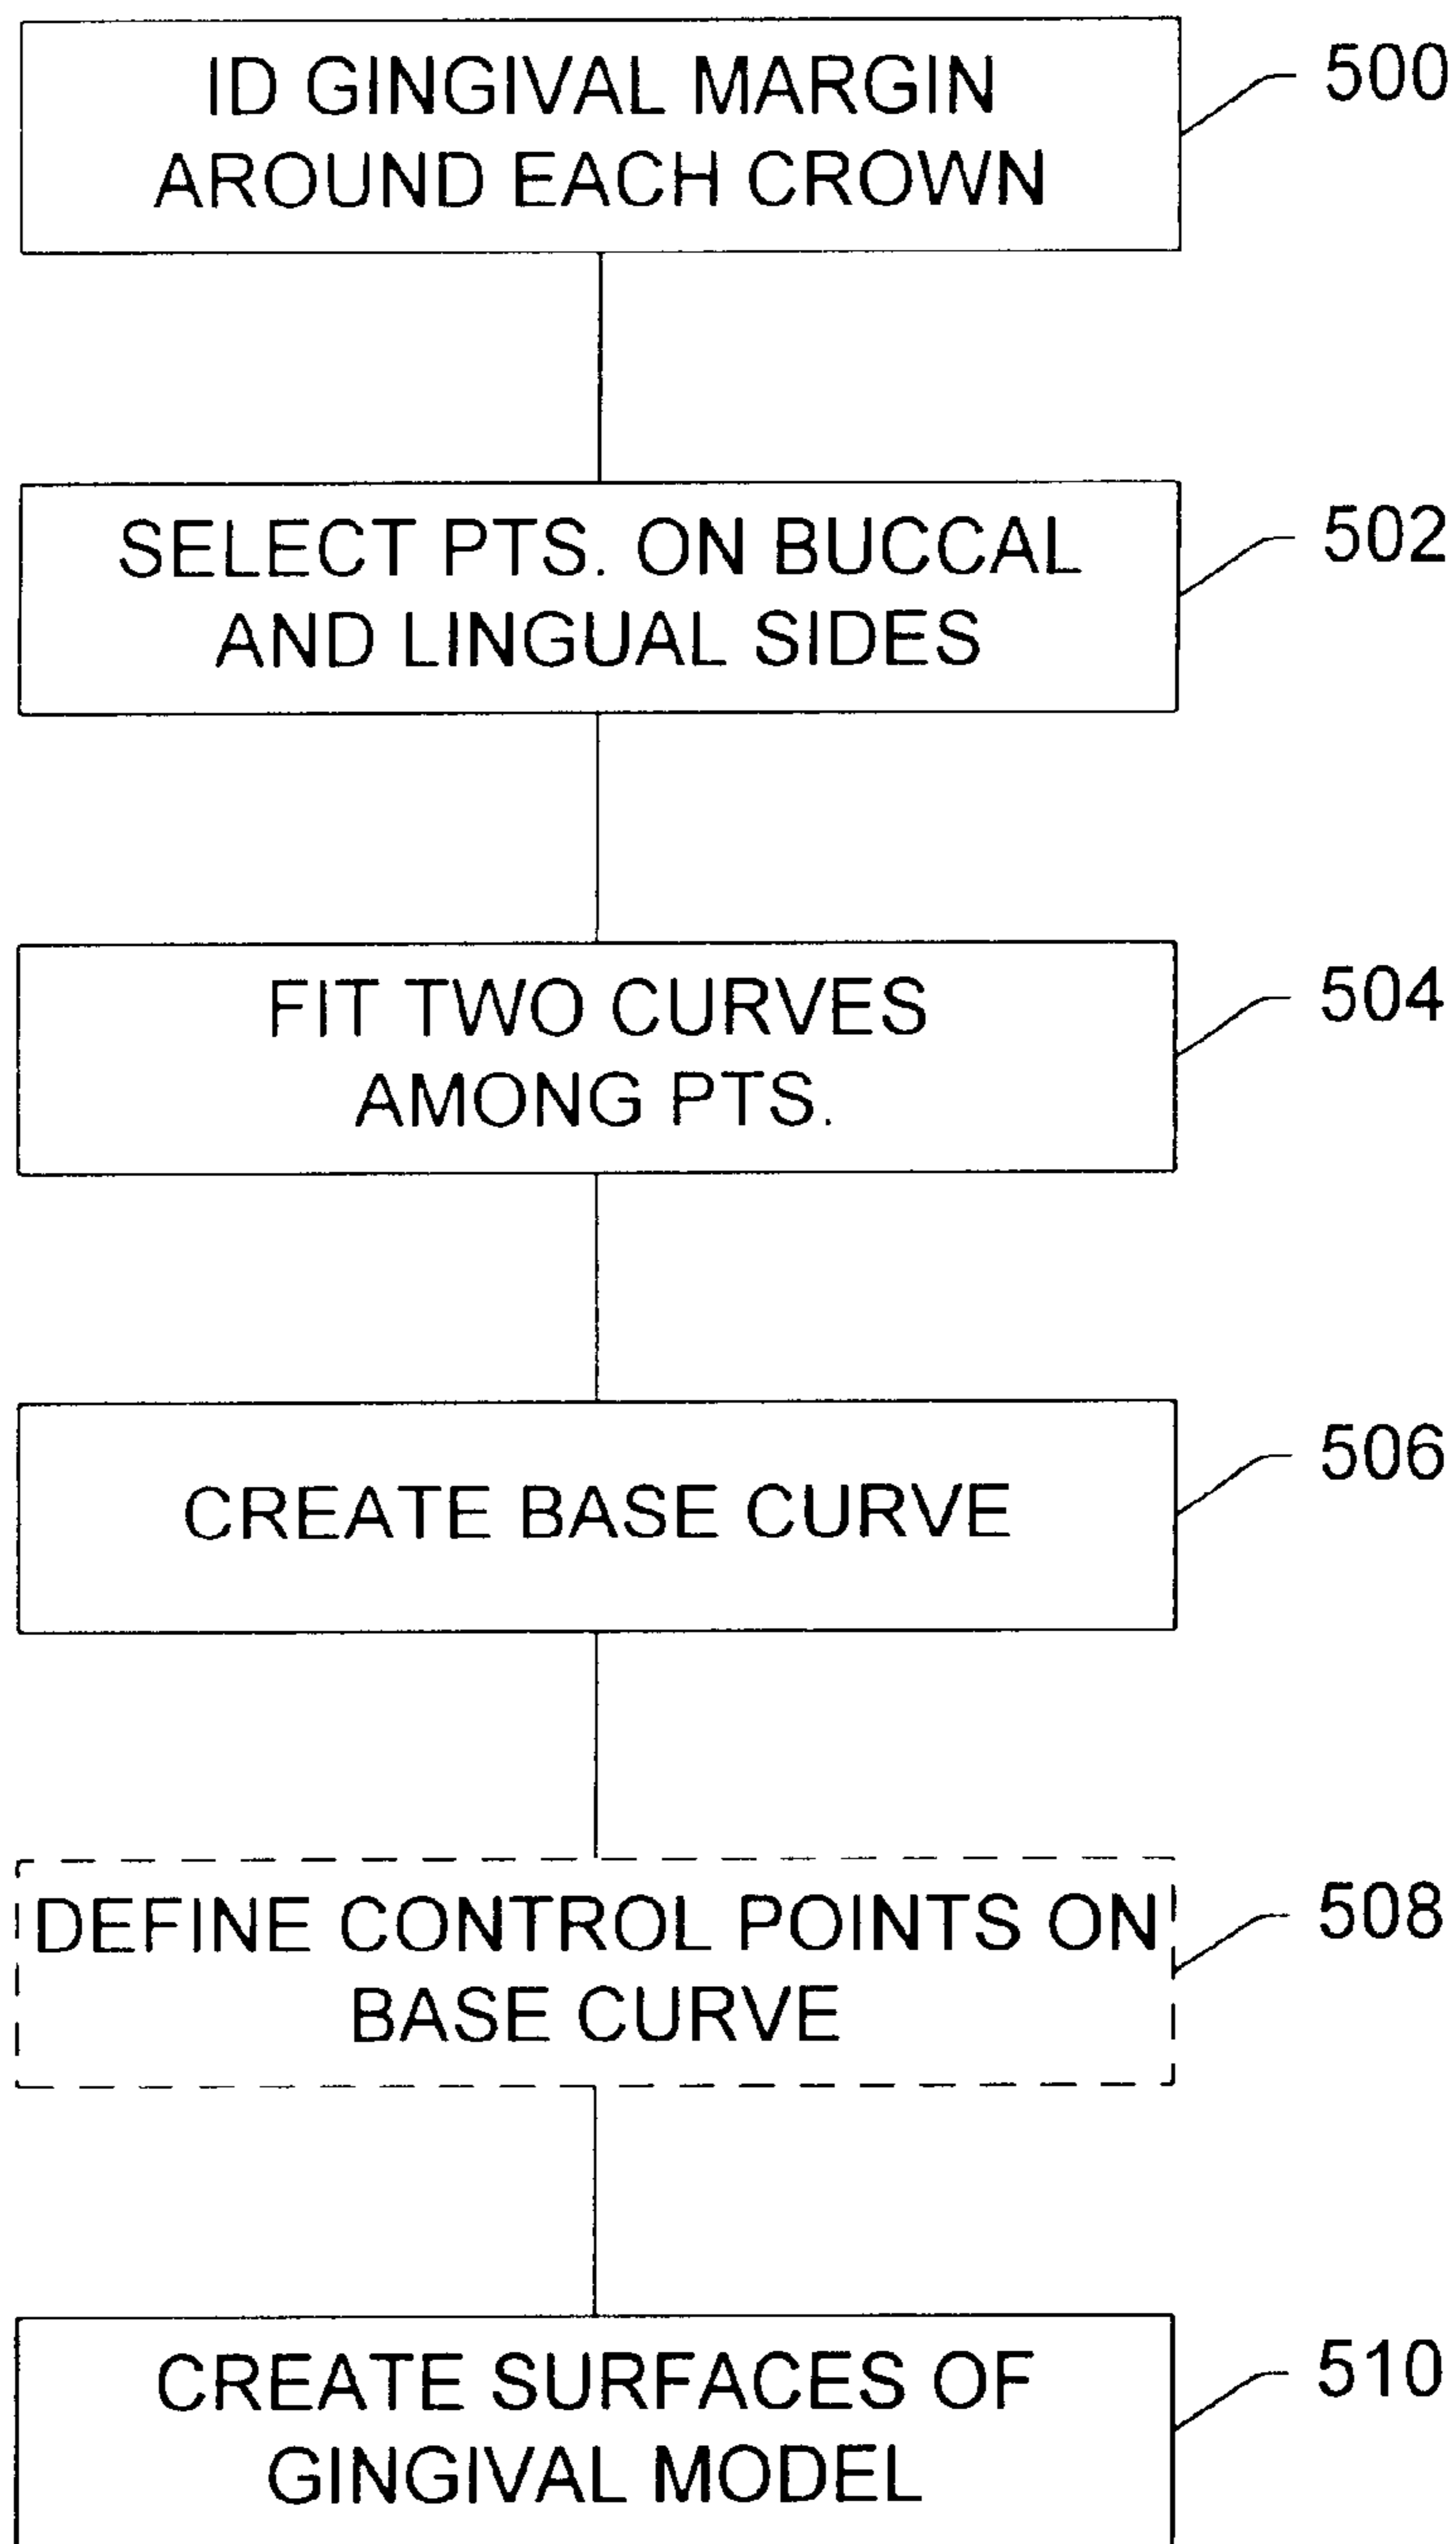 ID GINGIVAL MARGIN
AROUND EACH CROWN
500
SELECT PTS. ON BUCCAL
AND LINGUAL SIDES
502
FIT TWO CURVES
AMONG PTS.
504
CREATE BASE CURVE
506
DEFINE CONTROL POINTS ON
BASE CURVE
508
CREATE SURFACES OF
GINGIVAL MODEL
510